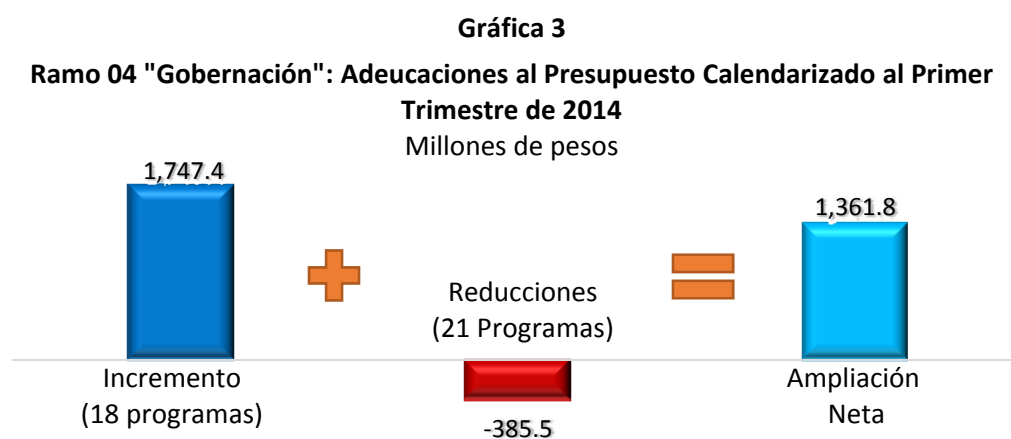 Gráfica 3
Ramo 04 "Gobernación": Adeucaciones al Presupuesto Calendarizado al Primer
Trimestre de 2014
Millones de pesos
1,747.4
1,361.8
Reducciones
(21 Programas)
Incremento
(18 programas)
-385.5
Ampliación
Neta